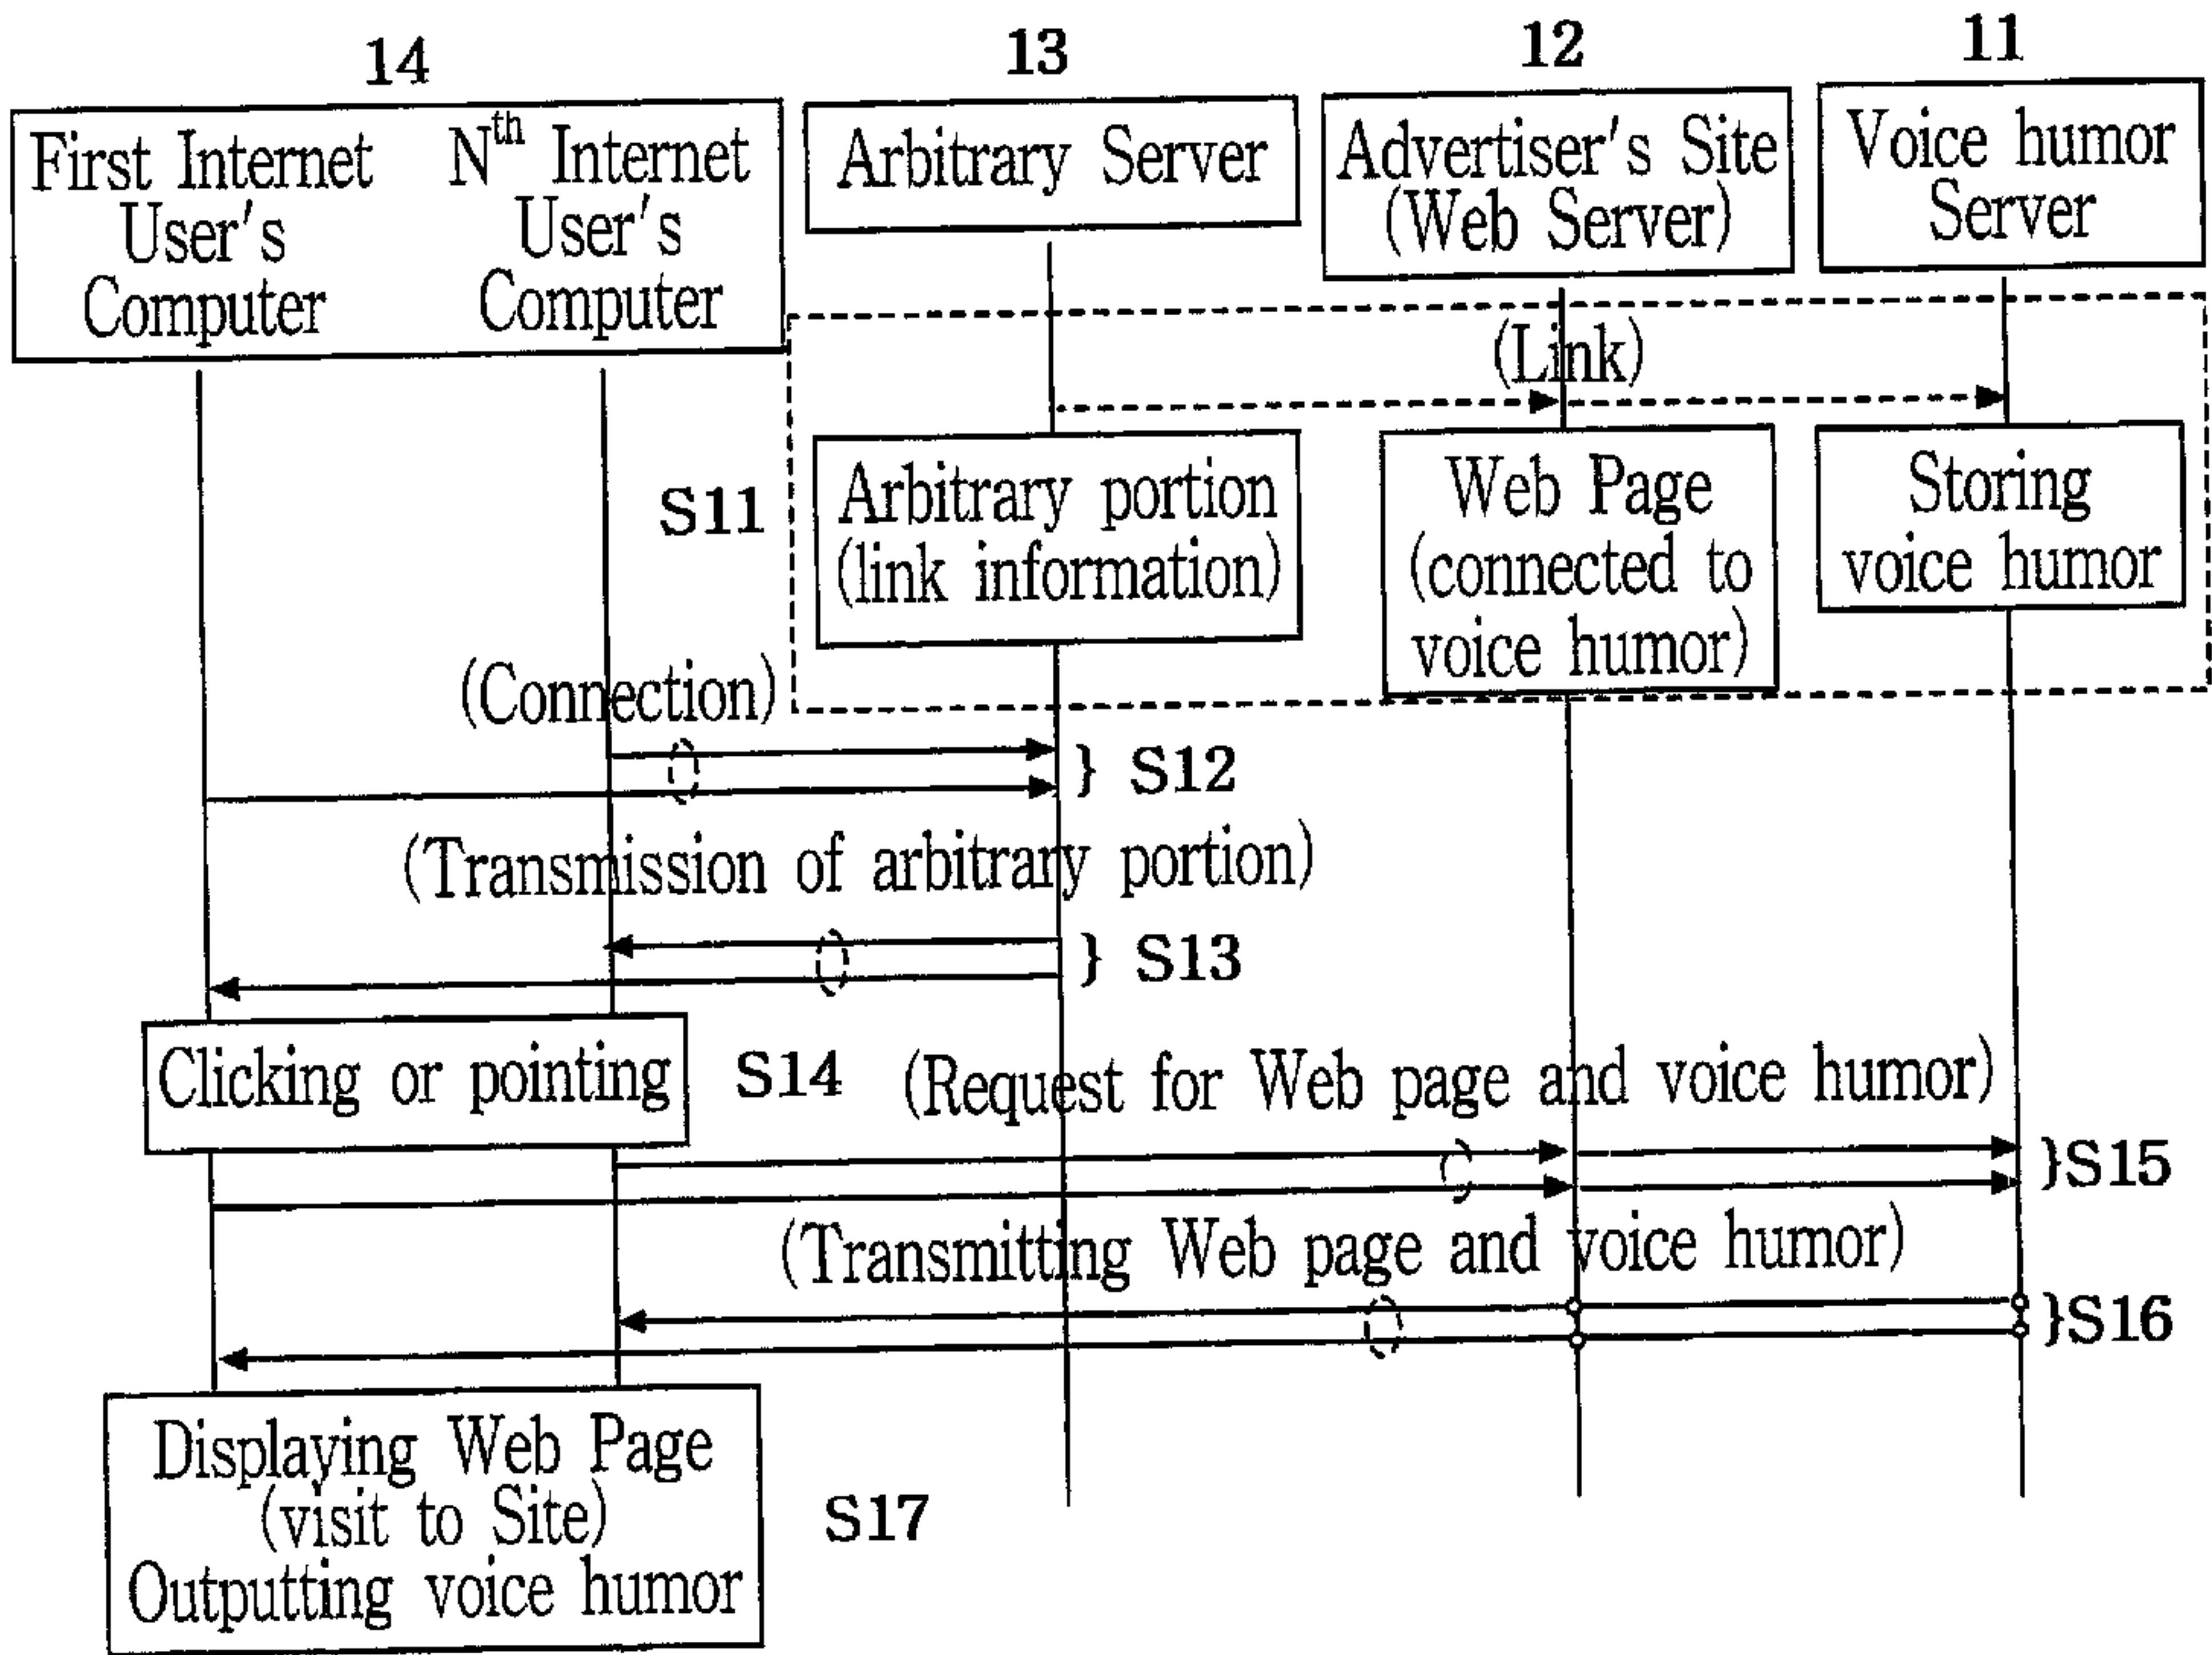 14
13
12
11
First Internet
User's
Computer
Nth Internet
User's
Computer
Arbitrary Server
Advertiser's Site
(Web Server)
Voice humor
Server
(Link)
S11
Arbitrary portion
(link information)
Web Page
(connected to
voice humor)
Storing
voice humor
(Connection)
} S12
(Transmission of arbitrary portion)
} S13
Clicking or pointing
S14
(Request for Web page and voice humor)
}S15
(Transmitting Web page and voice humor)
}S16
Displaying Web Page
(visit to Site)
Outputting voice humor
S17